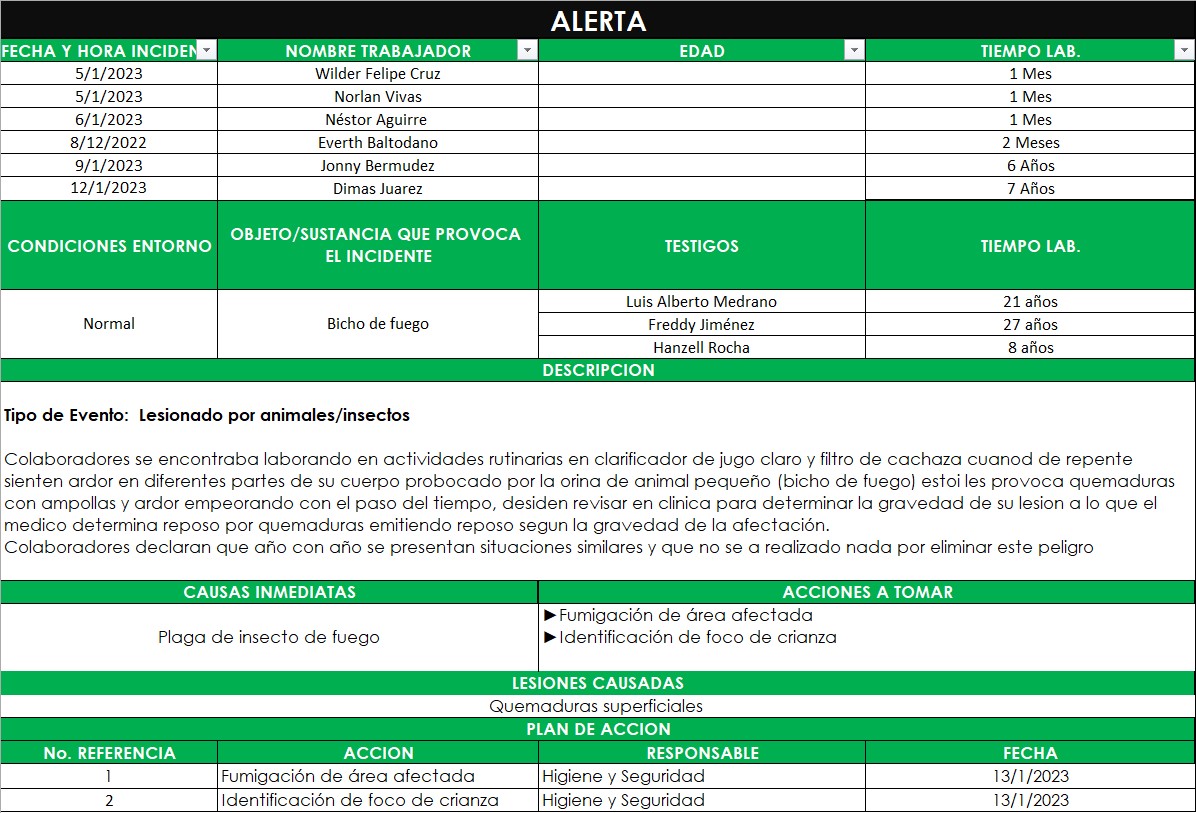 ALERTA
FECHA Y HORA INCIDEN NOMBRE TRABAJADOR EDAD TIEMPO LAB.
5/1/2023 Wilder Felipe Cruz 1 Mes
5/1/2023 Norlan Vivas 1 Mes
6/1/2023 Néstor Aguirre 1 Mes
8/12/2022 Everth Baltodano 2 Meses
9/1/2023 Jonny Bermudez 6 Años
12/1/2023 Dimas Juarez 7 Años
CONDICIONES ENTORNO OBJETO/SUSTANCIA QUE PROVOCA EL INCIDENTE TESTIGOS TIEMPO LAB.
Normal Bicho de fuego Luis Alberto Medrano 21 años
Freddy Jiménez 27 años
Hanzell Rocha 8 años
DESCRIPCION
Tipo de Evento: Lesionado por animales/insectos
Colaboradores se encontraba laborando en actividades rutinarias en clarificador de jugo claro y filtro de cachaza cuanod de repente
sienten ardor en diferentes partes de su cuerpo probocado por la orina de animal pequeño (bicho de fuego) estoi les provoca quemaduras
con ampollas y ardor empeorando con el paso del tiempo, desiden revisar en clinica para determinar la gravedad de su lesion a lo que el
medico determina reposo por quemaduras emitiendo reposo segun la gravedad de la afectación.
Colaboradores declaran que año con año se presentan situaciones similares y que no se a realizado nada por eliminar este peligro
CAUSAS INMEDIATAS ACCIONES A TOMAR
Plaga de insecto de fuego
►Fumigación de área afectada
►Identificación de foco de crianza
LESIONES CAUSADAS
Quemaduras superficiales
PLAN DE ACCION
No. REFERENCIA ACCION RESPONSABLE FECHA
1 Fumigación de área afectada Higiene y Seguridad 13/1/2023
2 Identificación de foco de crianza Higiene y Seguridad 13/1/2023